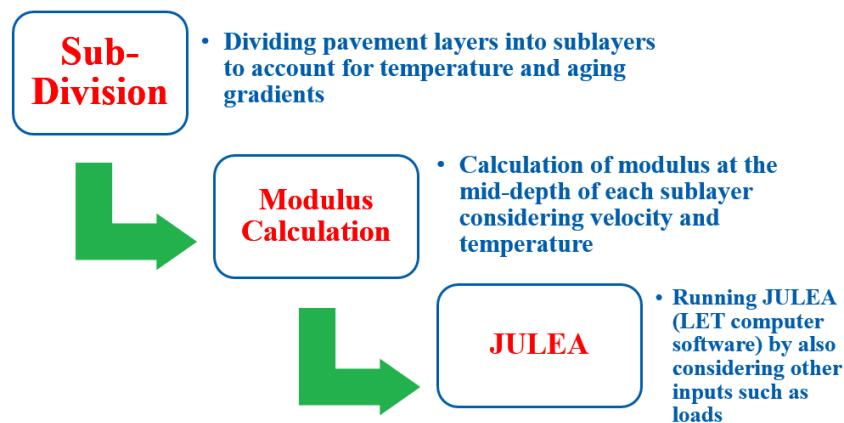 Sub-
Division
• Dividing pavement layers into sublayers
to account for temperature and aging
gradients
Modulus
Calculation
• Calculation of modulus at the
mid-depth of each sublayer
considering velocity and
temperature
JULEA
• Running JULEA
(LET computer
software) by also
considering other
inputs such as
loads